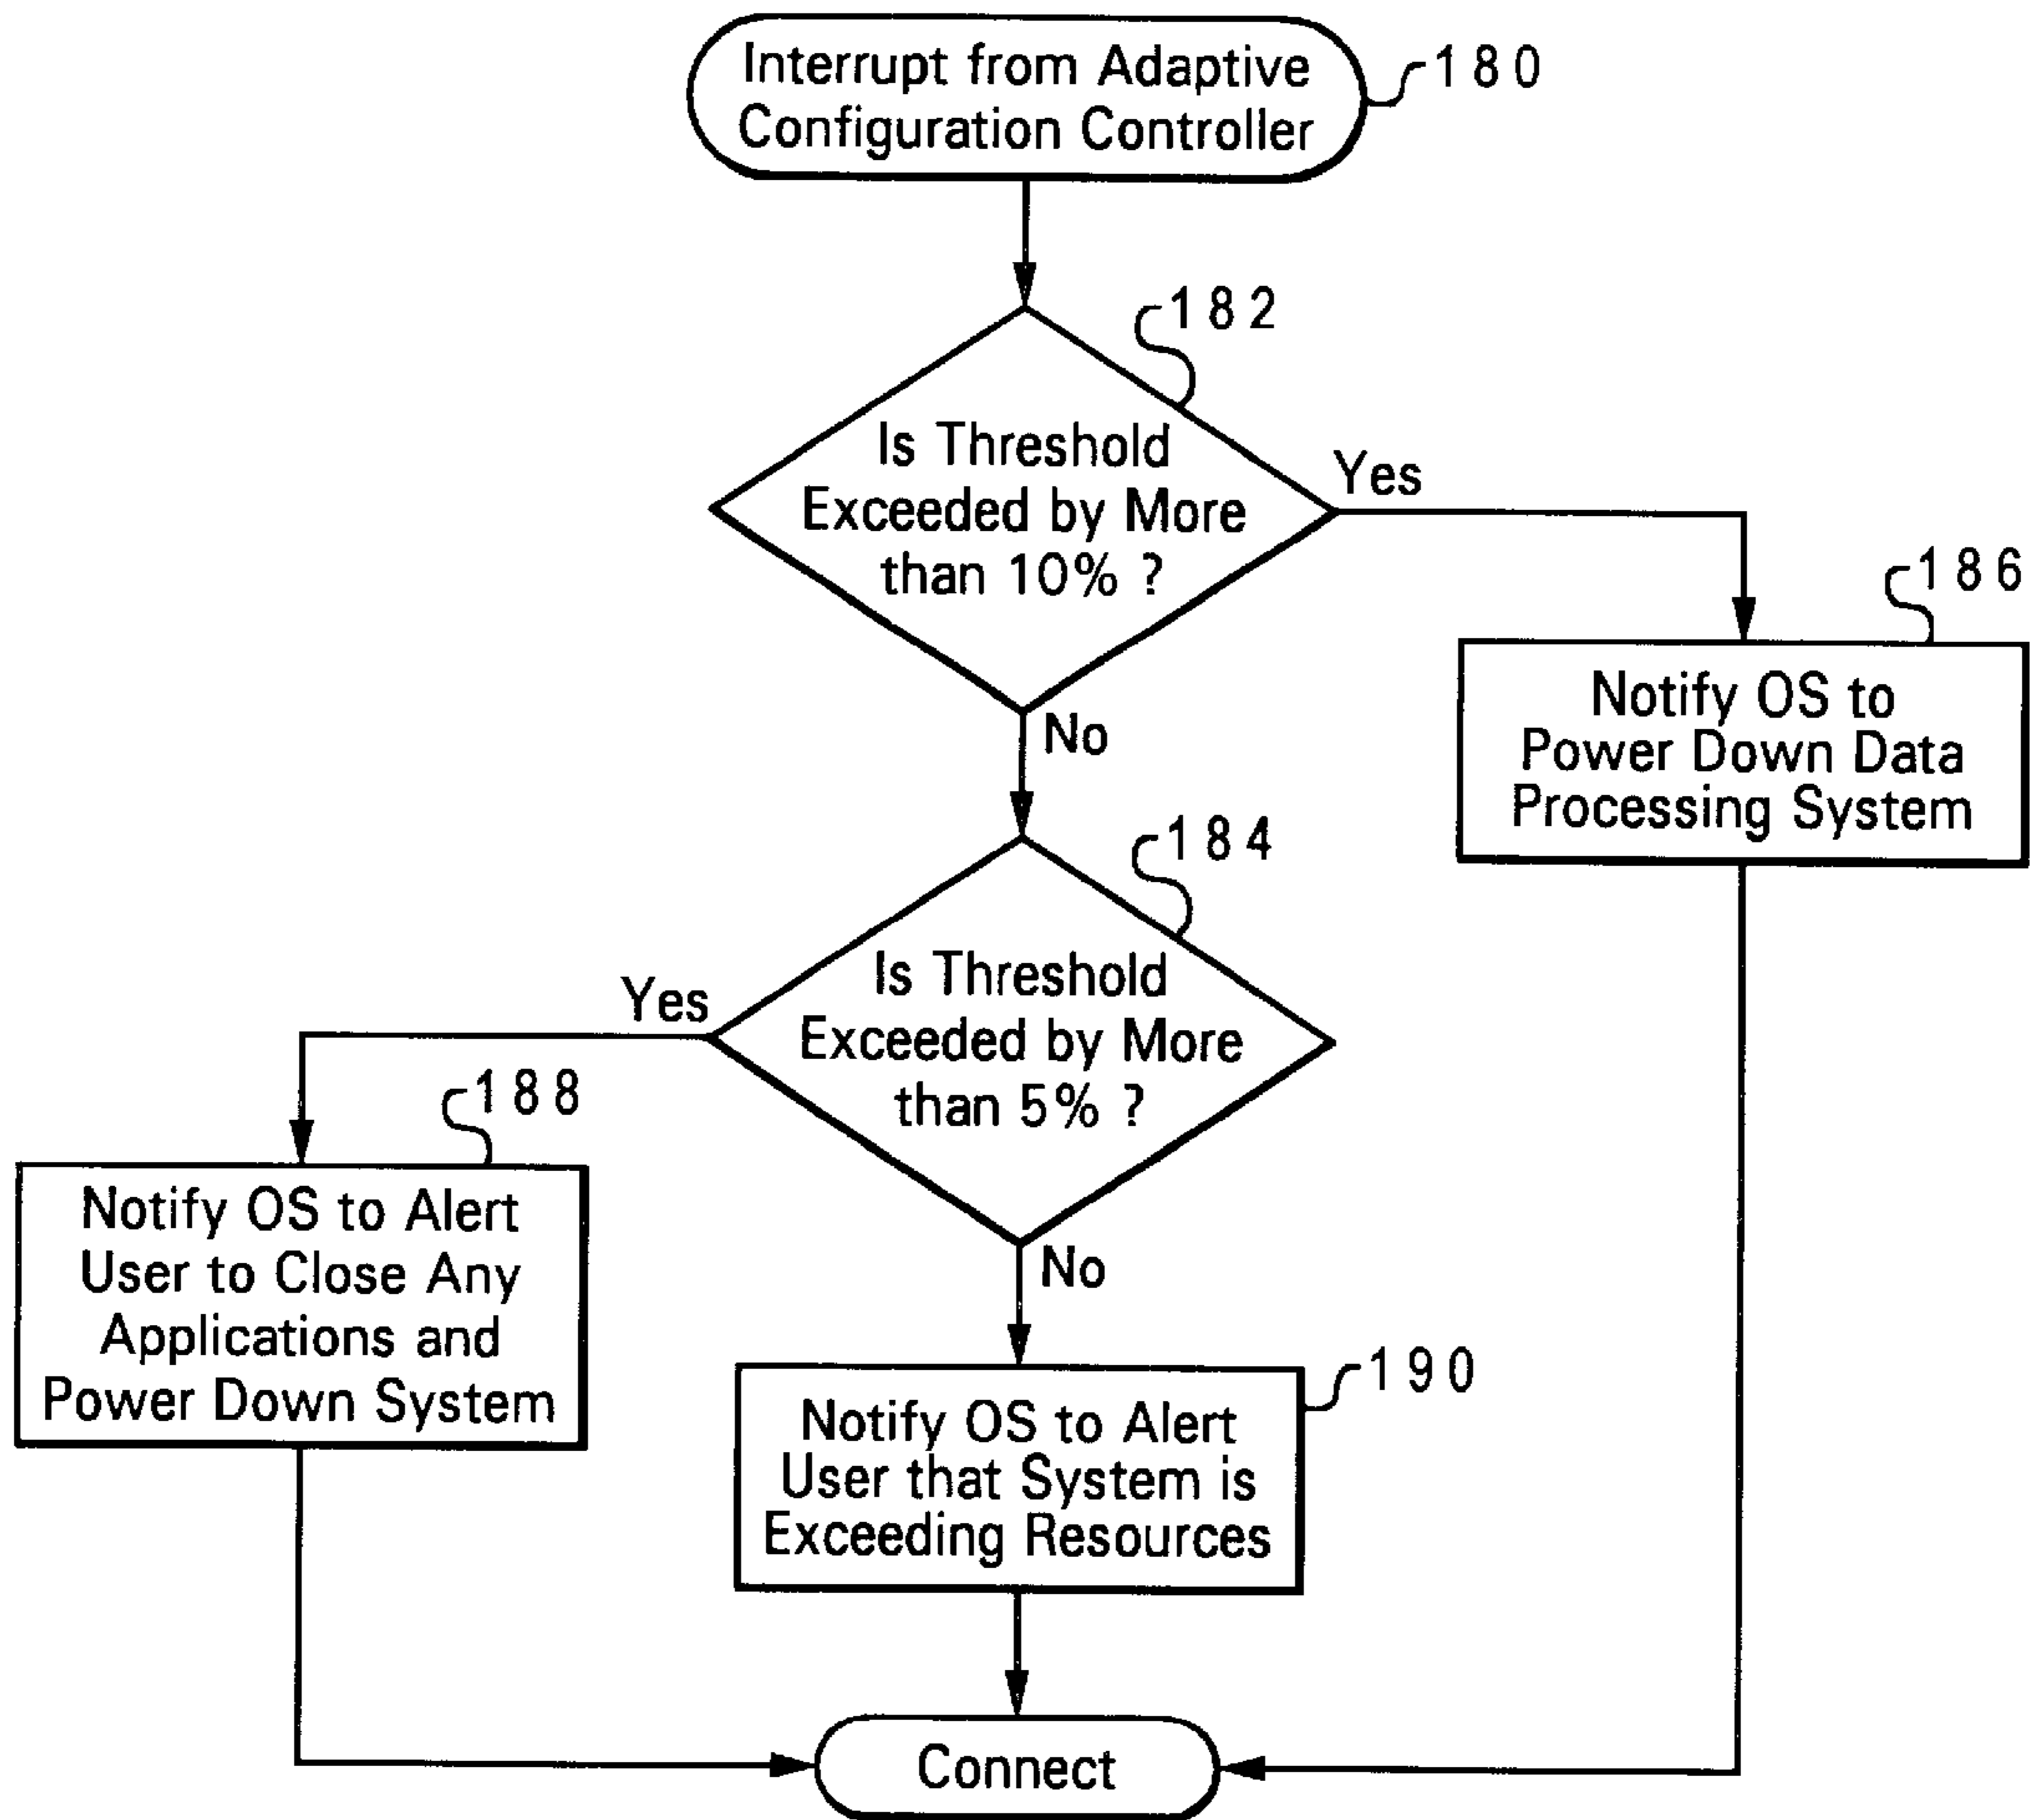 Interrupt from Adaptive
Configuration Controller
180
182
Is Threshold
Exceeded by More
than 10% ?
Yes
186
Notify OS to
Power Down Data
Processing System
No
184
Is Threshold
Exceeded by More
than 5% ?
Yes
188
Notify OS to Alert
User to Close Any
Applications and
Power Down System
No
190
Notify OS to Alert
User that System is
Exceeding Resources
Connect